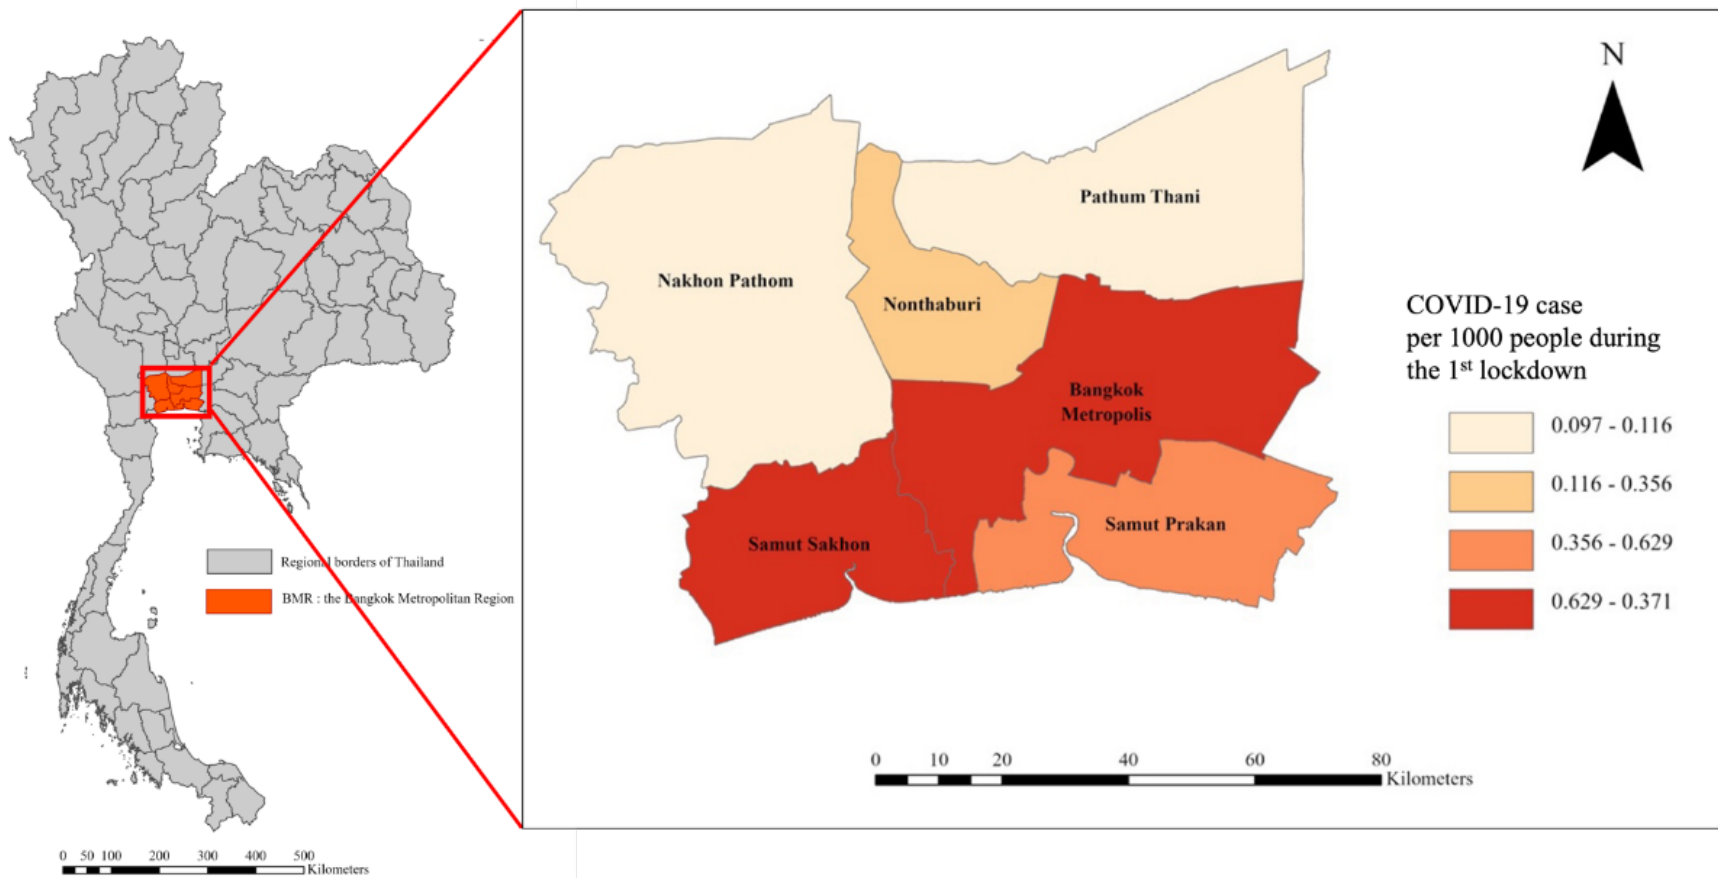 Regional borders of Thailand
BMR : the Bangkok Metropolitan Region
0 50 100 200 300 400 500
Kilometers
N
Pathum Thani
Nakhon Pathom
Nonthaburi
Bangkok
Metropolis
Samut Prakan
Samut Sakhon
COVID-19 case
per 1000 people during
the 1st lockdown
0.097 - 0.116
0.116 - 0.356
0.356 - 0.629
0.629 - 0.371
0 10 20 40 60 80
Kilometers